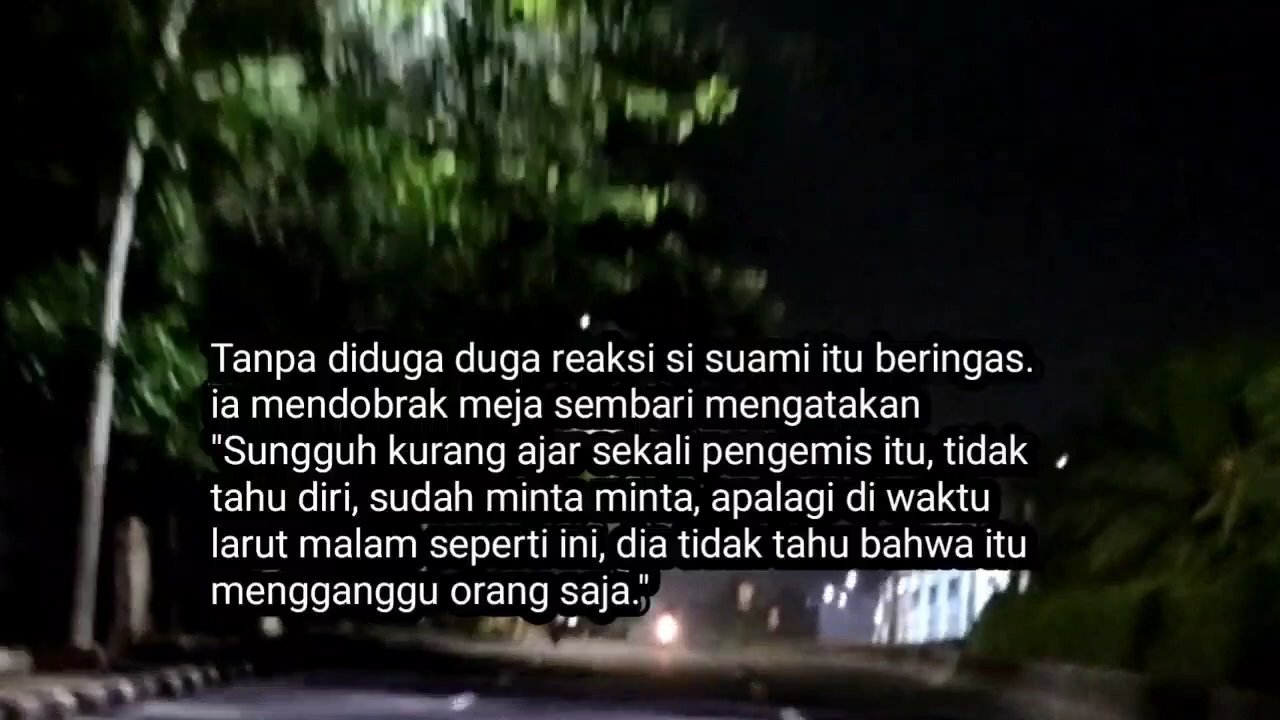 Tanpa diduga duga reaksi si suami itu beringas.
ia mendobrak meja sembari mengatakan
"Sungguh kurang ajar sekali pengemis itu, tidak
tahu diri, sudah minta minta, apalagi di waktu
larut malam seperti ini, dia tidak tahu bahwa itu
mengganggu orang saja."